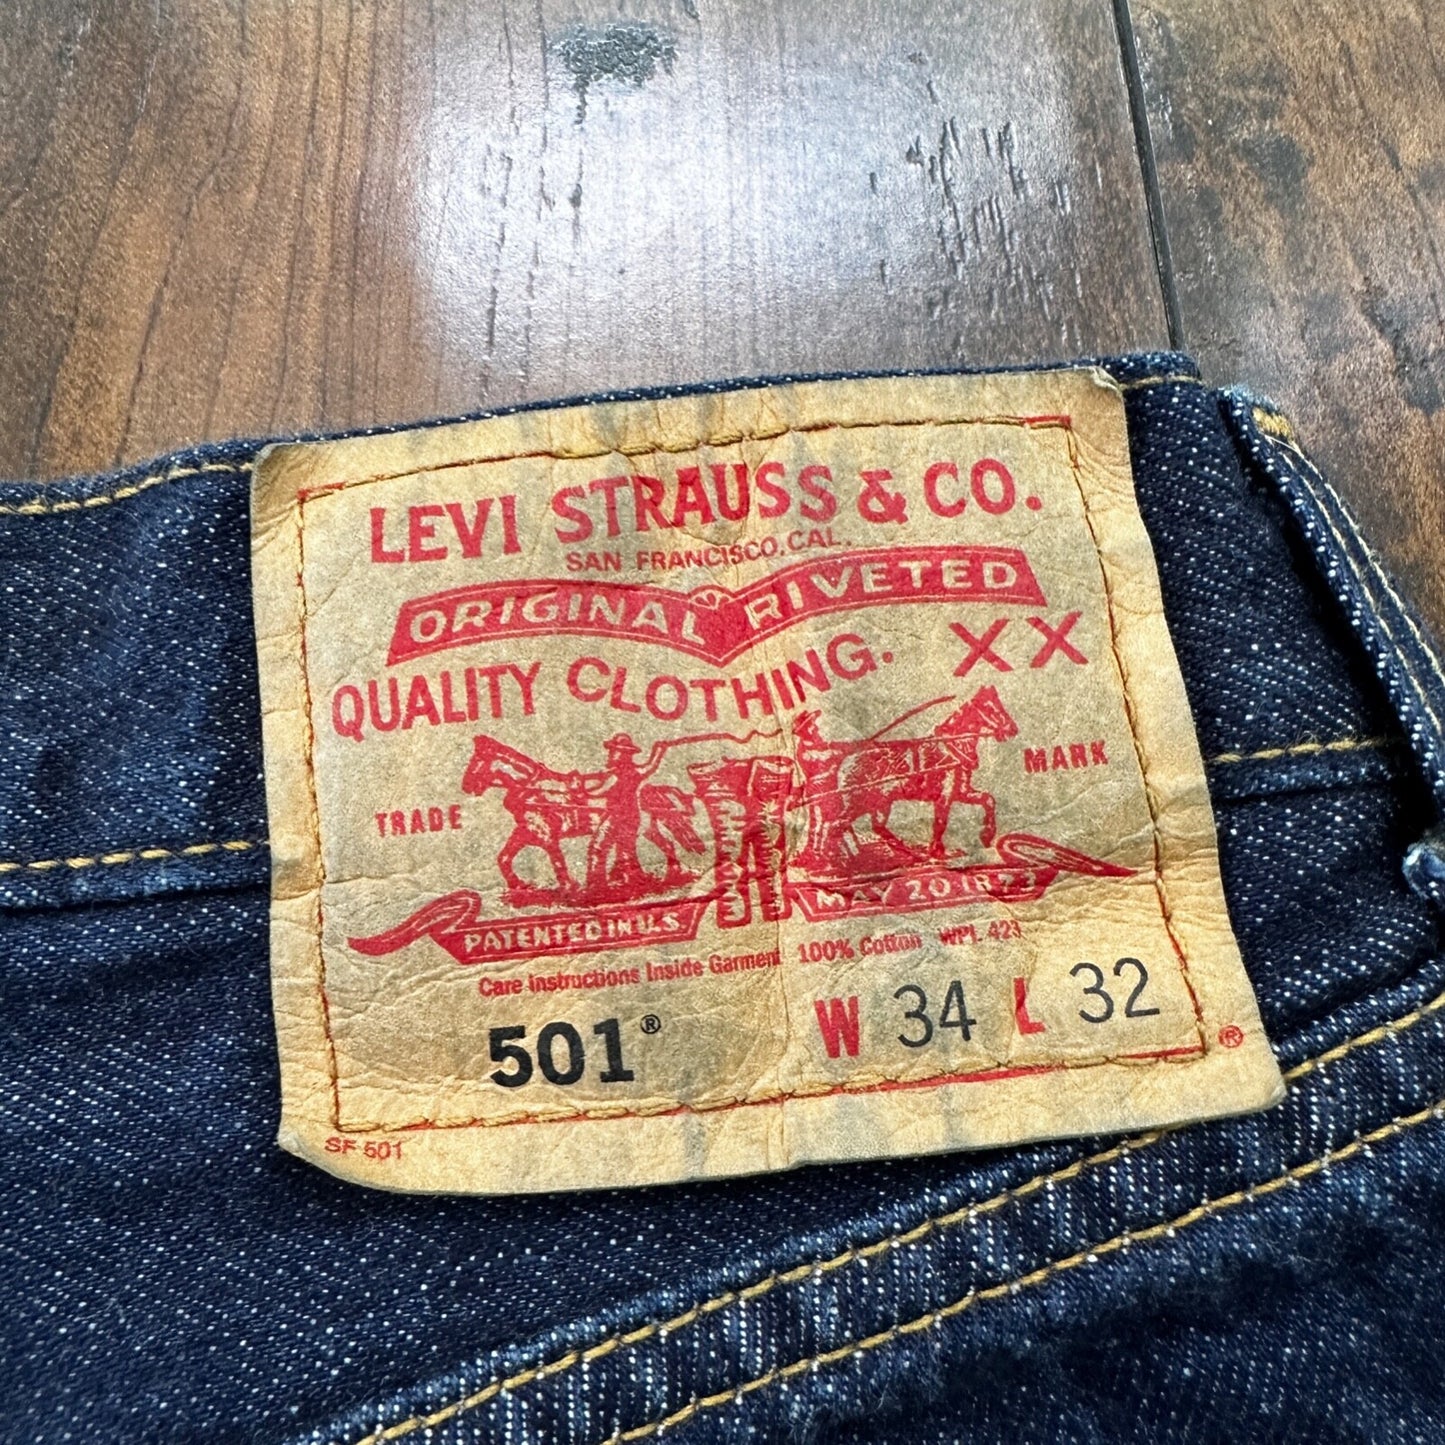 LEVI STRAUSS & CO.
SAN FRANCISCO, CAL.
ORIGINAL RIVETED
QUALITY CLOTHING. XX
TRADE MARK
PATENTED IN U.S. MAY 20 1873
Care Instructions Inside Garment 100% Cotton WPL 423
501® W 34 L 32
®
SF 501